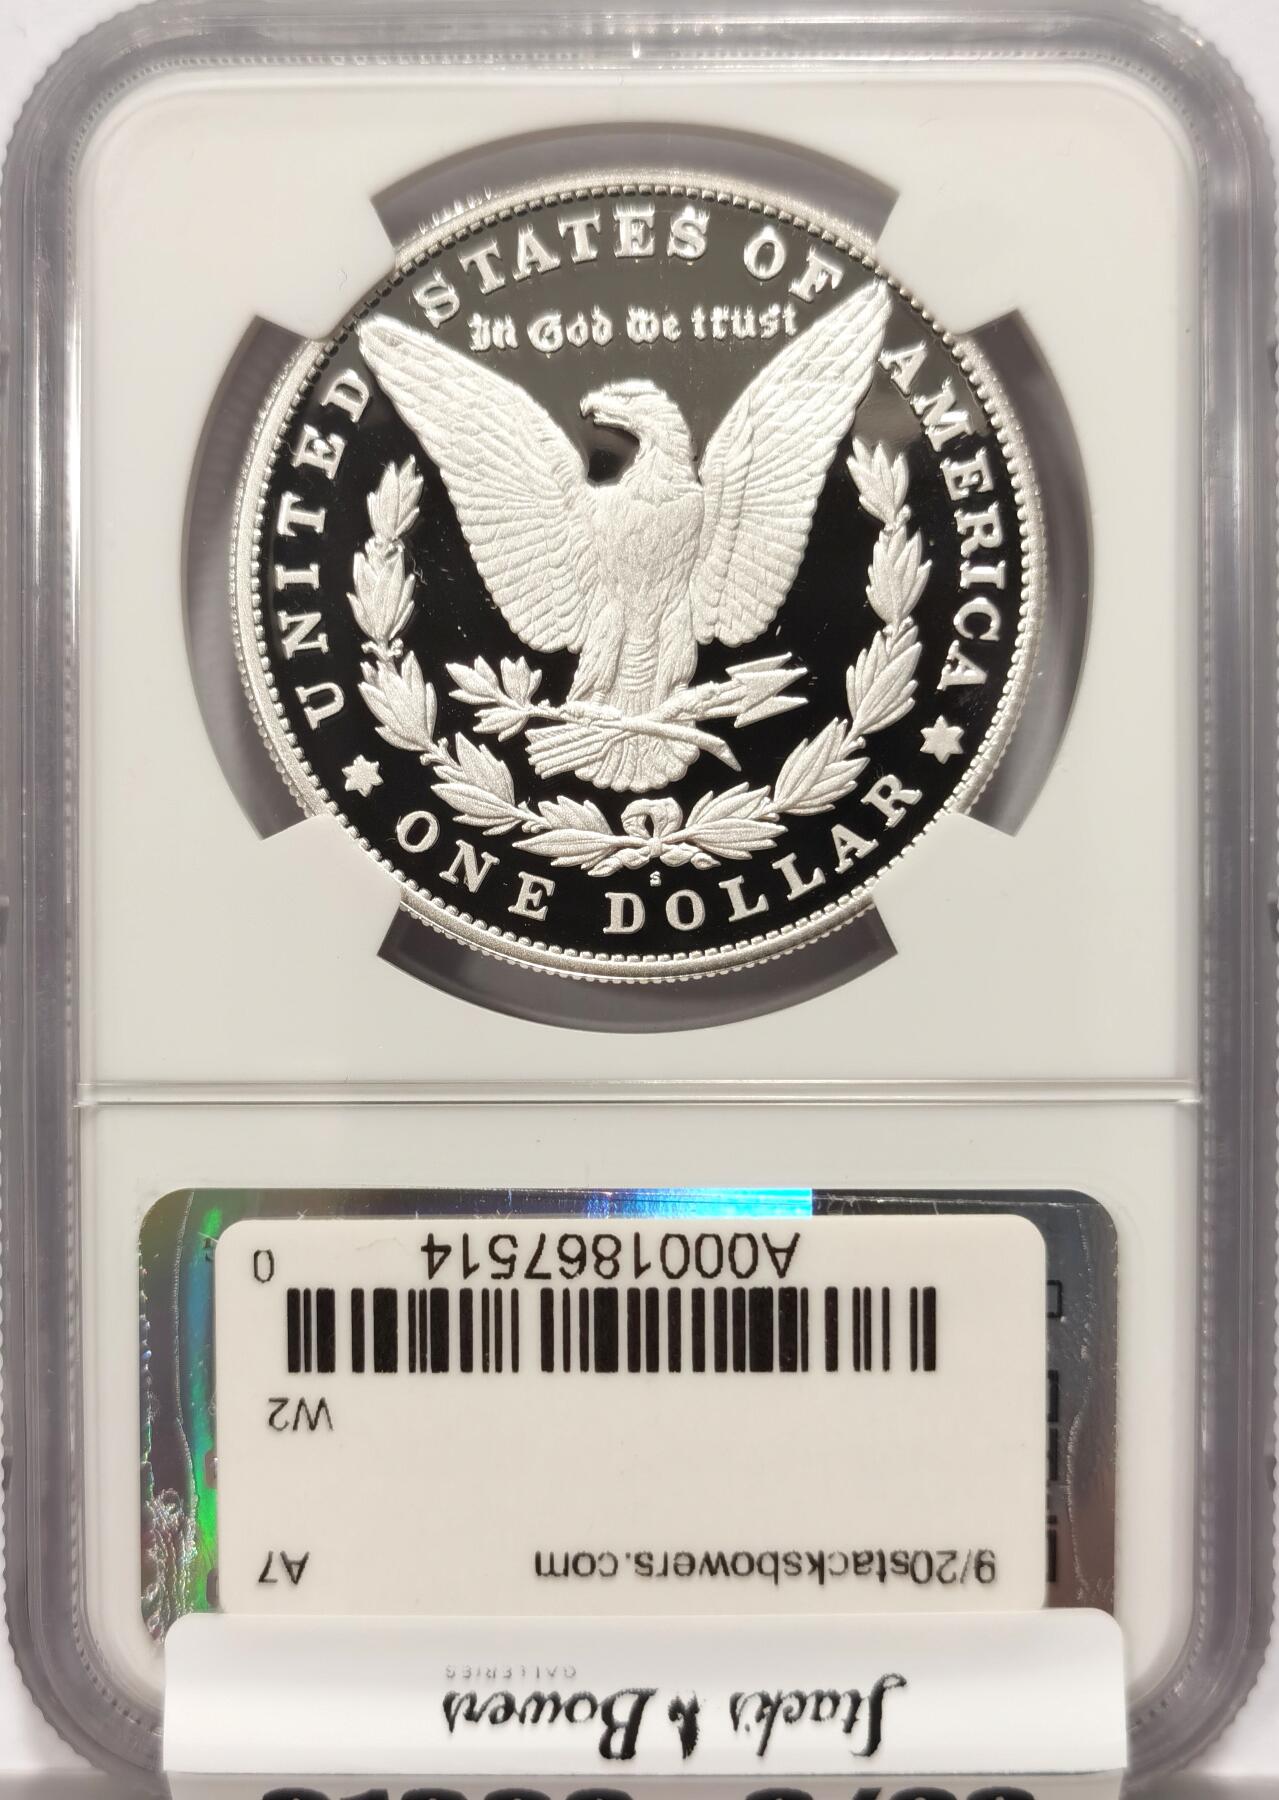 UNITED STATES OF AMERICA
In God We trust
ONE DOLLAR
S
A0001867514
0
W2
9/20stacksbowers.com
A7
Stack's Bowers
GALLERIES